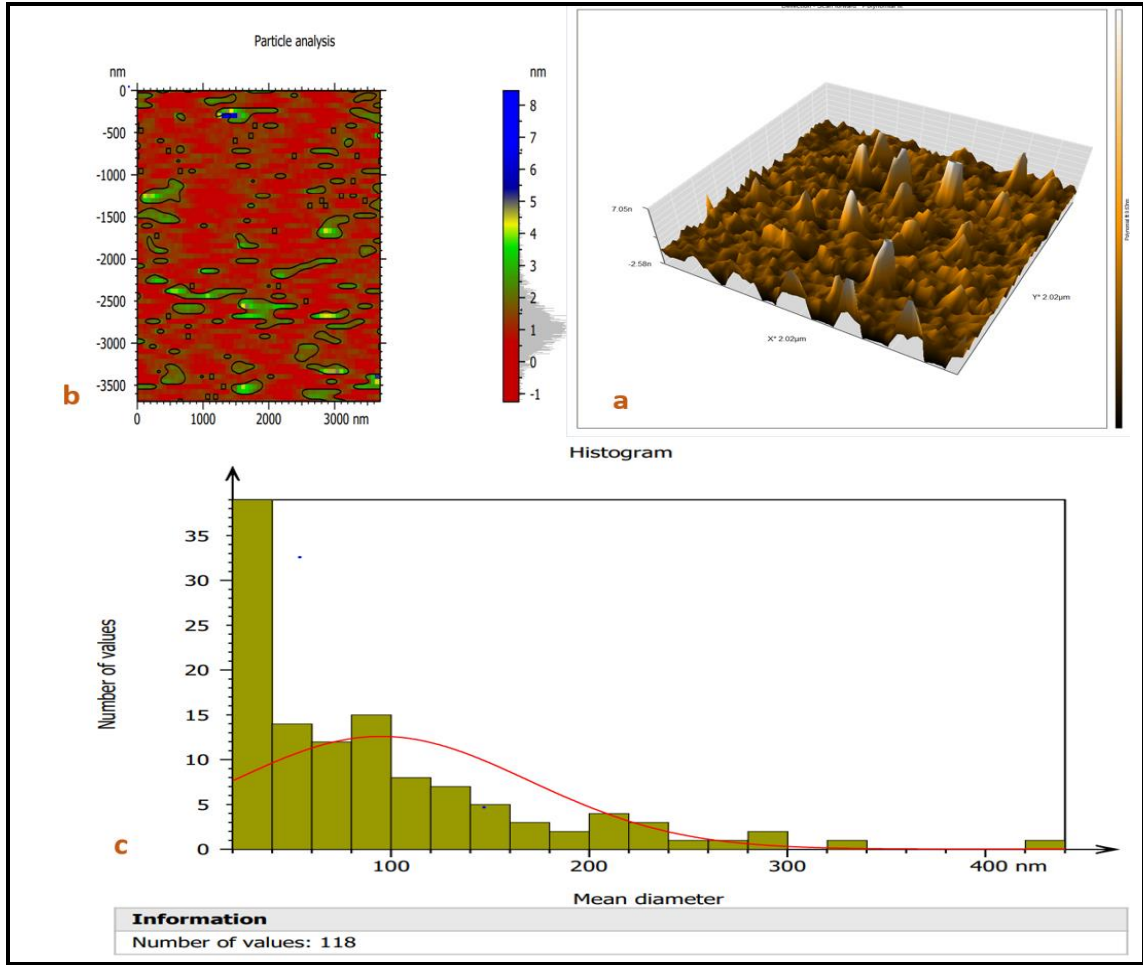 Particle analysis
nm
0
-500
-1000
-1500
-2000
-2500
-3000
-3500
0 1000 2000 3000 nm
nm
8
7
6
5
4
3
2
1
0
-1
b
7.05n
-2.58n
X* 2.02µm
Y* 2.02µm
a
Histogram
Number of values
35
30
25
20
15
10
5
0
100 200 300 400 nm
Mean diameter
c
Information
Number of values: 118